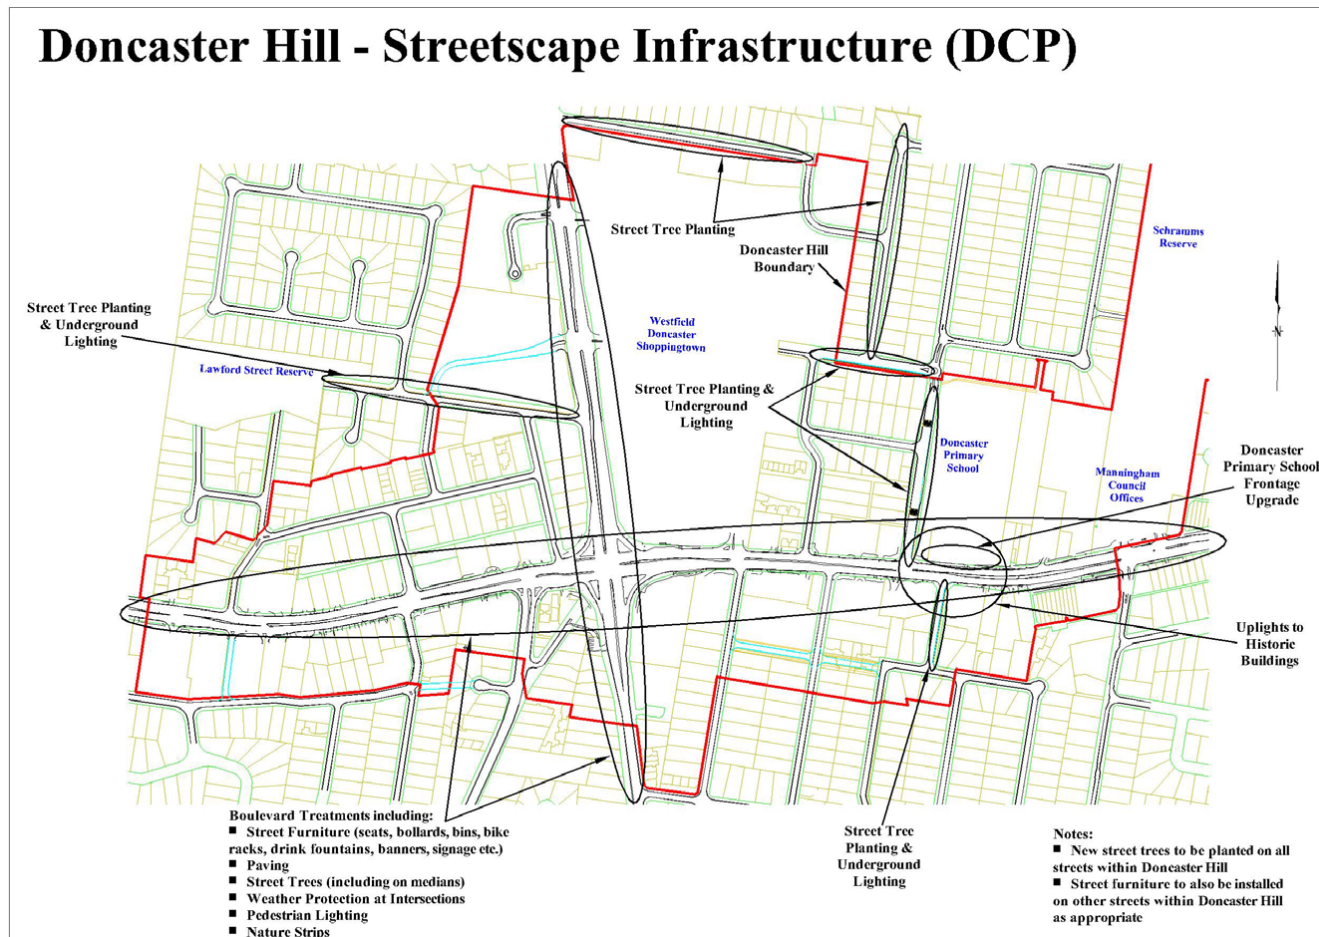 Doncaster Hill - Streetscape Infrastructure (DCP)
Street Tree Planting
Doncaster Hill
Boundary
Schramms
Reserve
Street Tree Planting
& Underground
Lighting
Westfield
Doncaster
Shoppingtown
N
Lawford Street Reserve
Street Tree Planting &
Underground
Lighting
Doncaster
Primary
School
Manningham
Council
Offices
Doncaster
Primary School
Frontage
Upgrade
Uplights to
Historic
Buildings
Boulevard Treatments including:
■ Street Furniture (seats, bollards, bins, bike
racks, drink fountains, banners, signage etc.)
■ Paving
■ Street Trees (including on medians)
■ Weather Protection at Intersections
■ Pedestrian Lighting
■ Nature Strips
Street Tree
Planting &
Underground
Lighting
Notes:
■ New street trees to be planted on all
streets within Doncaster Hill
■ Street furniture to also be installed
on other streets within Doncaster Hill
as appropriate